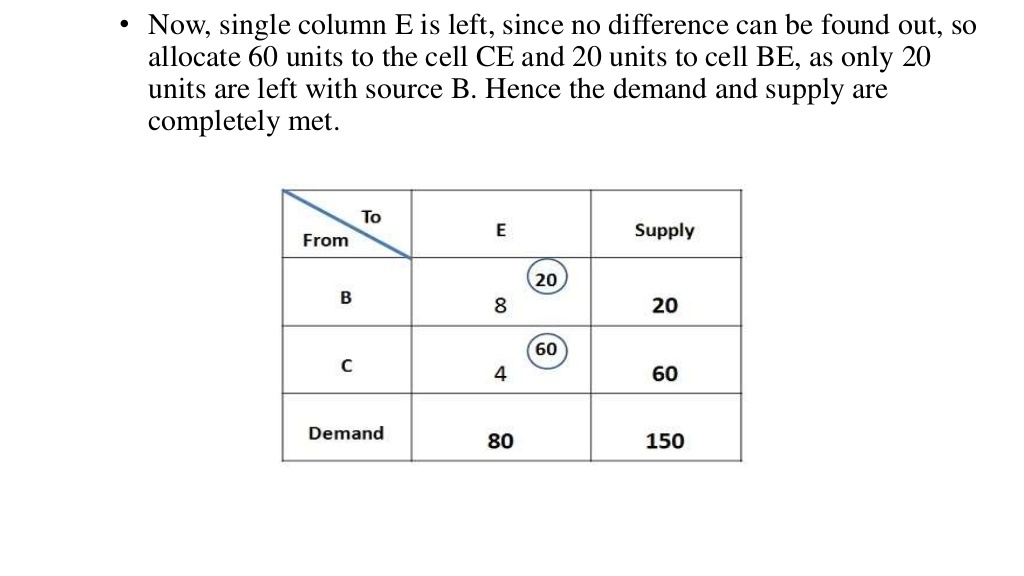 • Now, single column E is left, since no difference can be found out, so
allocate 60 units to the cell CE and 20 units to cell BE, as only 20
units are left with source B. Hence the demand and supply are
completely met.
To
From
E
Supply
B
8
20
20
C
4
60
60
Demand
80
150